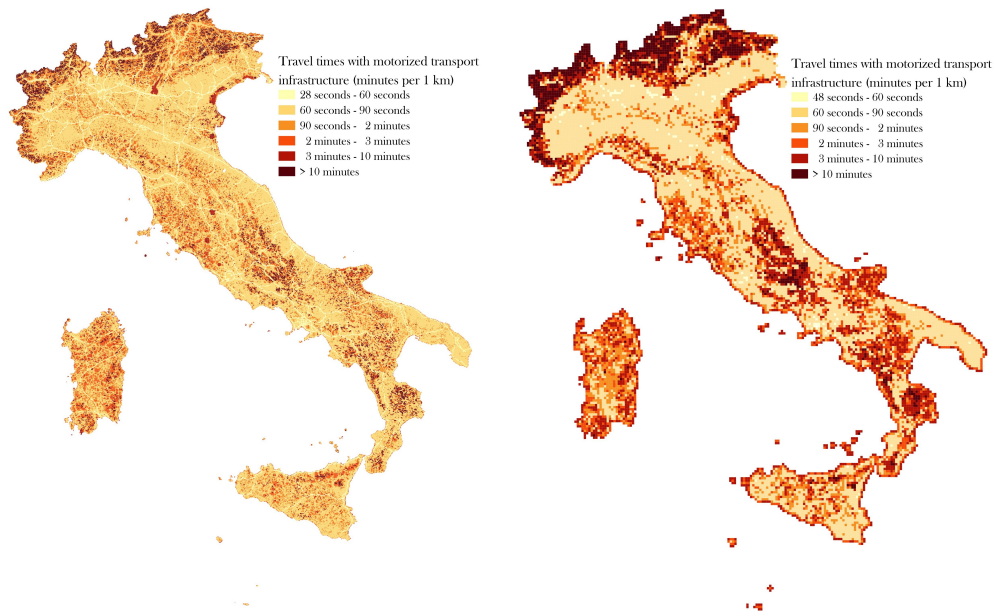 Travel times with motorized transport
infrastructure (minutes per 1 km)
28 seconds - 60 seconds
60 seconds - 90 seconds
90 seconds - 2 minutes
2 minutes - 3 minutes
3 minutes - 10 minutes
> 10 minutes
Travel times with motorized transport
infrastructure (minutes per 1 km)
48 seconds - 60 seconds
60 seconds - 90 seconds
90 seconds - 2 minutes
2 minutes - 3 minutes
3 minutes - 10 minutes
> 10 minutes